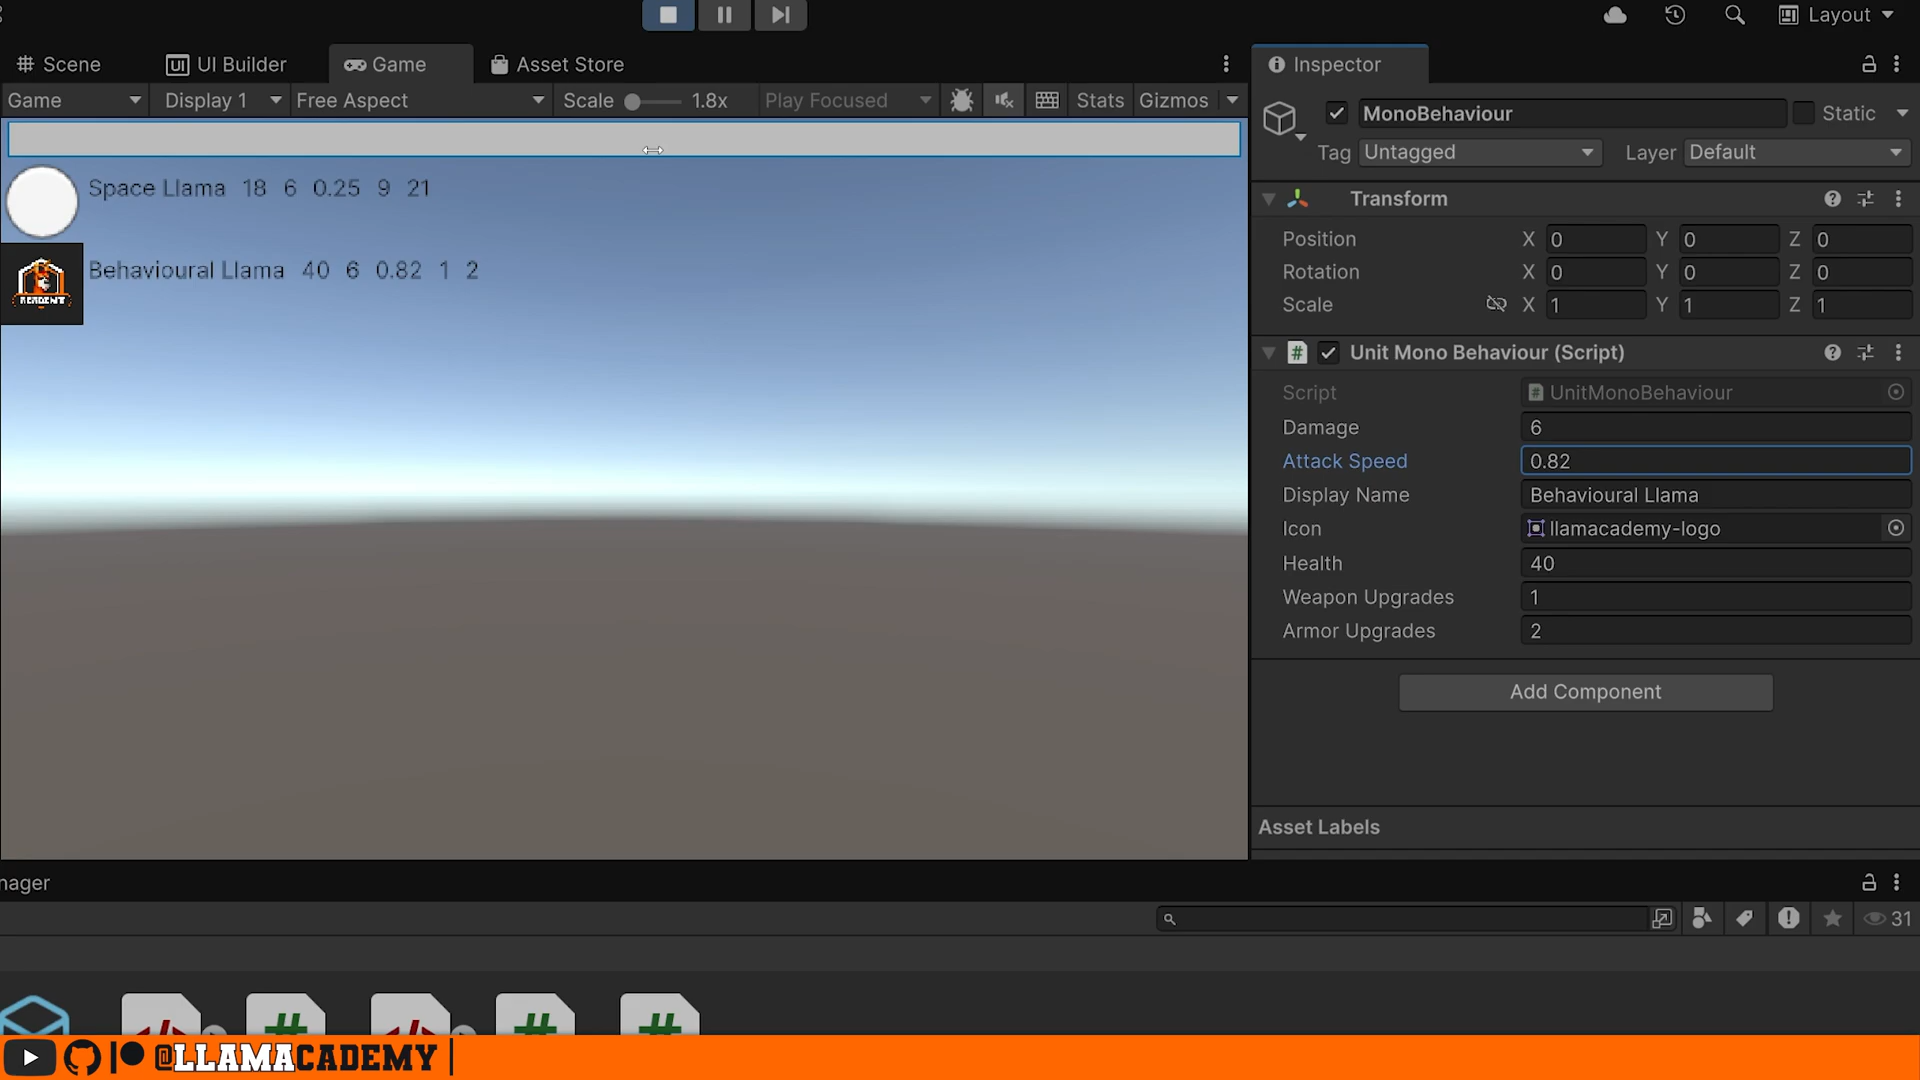 Layout
Scene UI Builder Game Asset Store
Inspector
Game Display 1 Free Aspect Scale 1.8x Play Focused Stats Gizmos
MonoBehaviour Static
Tag Untagged Layer Default
Space Llama 18 6 0.25 9 21
Transform
Position X 0 Y 0 Z 0
Rotation X 0 Y 0 Z 0
Scale X 1 Y 1 Z 1
Behavioural Llama 40 6 0.82 1 2
Unit Mono Behaviour (Script)
Script UnitMonoBehaviour
Damage 6
Attack Speed 0.82
Display Name Behavioural Llama
Icon llamacademy-logo
Health 40
Weapon Upgrades 1
Armor Upgrades 2
Add Component
Asset Labels
nager
31
@LLAMACADEMY